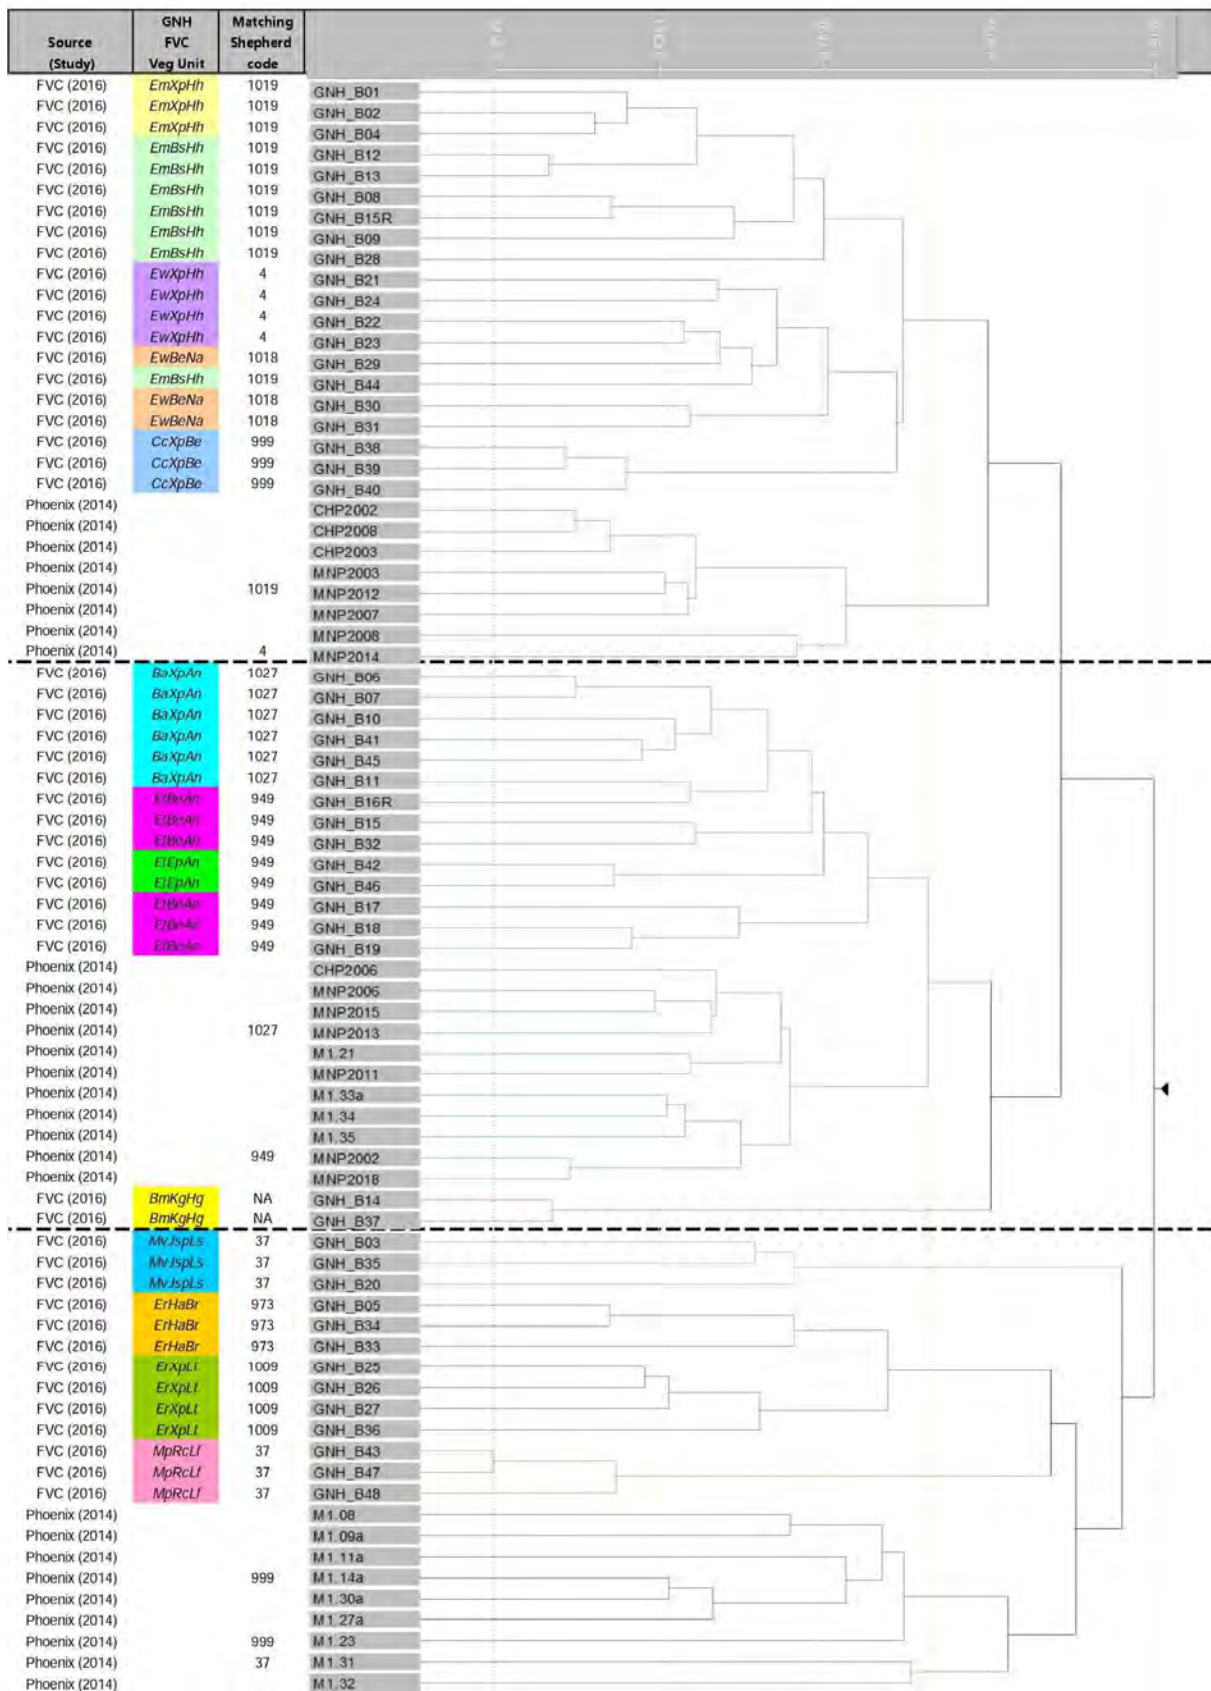 Source (Study) GNH FVC Veg Unit Matching Shepherd code
FVC (2016) EmXpHh 1019 GNH_B01
FVC (2016) EmXpHh 1019 GNH_B02
FVC (2016) EmXpHh 1019 GNH_B04
FVC (2016) EmBsHh 1019 GNH_B12
FVC (2016) EmBsHh 1019 GNH_B13
FVC (2016) EmBsHh 1019 GNH_B08
FVC (2016) EmBsHh 1019 GNH_B15R
FVC (2016) EmBsHh 1019 GNH_B09
FVC (2016) EmBsHh 1019 GNH_B28
FVC (2016) EwXpHh 4 GNH_B21
FVC (2016) EwXpHh 4 GNH_B24
FVC (2016) EwXpHh 4 GNH_B22
FVC (2016) EwXpHh 4 GNH_B23
FVC (2016) EwBeNa 1018 GNH_B29
FVC (2016) EmBsHh 1019 GNH_B44
FVC (2016) EwBeNa 1018 GNH_B30
FVC (2016) EwBeNa 1018 GNH_B31
FVC (2016) CcXpBe 999 GNH_B38
FVC (2016) CcXpBe 999 GNH_B39
FVC (2016) CcXpBe 999 GNH_B40
Phoenix (2014) CHP2002
Phoenix (2014) CHP2008
Phoenix (2014) CHP2003
Phoenix (2014) MNP2003
Phoenix (2014) 1019 MNP2012
Phoenix (2014) MNP2007
Phoenix (2014) MNP2008
Phoenix (2014) 4 MNP2014
FVC (2016) BaXpAn 1027 GNH_B06
FVC (2016) BaXpAn 1027 GNH_B07
FVC (2016) BaXpAn 1027 GNH_B10
FVC (2016) BaXpAn 1027 GNH_B41
FVC (2016) BaXpAn 1027 GNH_B45
FVC (2016) BaXpAn 1027 GNH_B11
FVC (2016) EtBeAn 949 GNH_B16R
FVC (2016) EtBeAn 949 GNH_B15
FVC (2016) EtBeAn 949 GNH_B32
FVC (2016) EtEpAn 949 GNH_B42
FVC (2016) EtEpAn 949 GNH_B46
FVC (2016) EtBeAn 949 GNH_B17
FVC (2016) EtBeAn 949 GNH_B18
FVC (2016) EtBeAn 949 GNH_B19
Phoenix (2014) CHP2006
Phoenix (2014) MNP2006
Phoenix (2014) MNP2015
Phoenix (2014) 1027 MNP2013
Phoenix (2014) M1.21
Phoenix (2014) MNP2011
Phoenix (2014) M1.33a
Phoenix (2014) M1.34
Phoenix (2014) M1.35
Phoenix (2014) 949 MNP2002
Phoenix (2014) MNP2018
FVC (2016) BmKgHg NA GNH_B14
FVC (2016) BmKgHg NA GNH_B37
FVC (2016) MvJspLs 37 GNH_B03
FVC (2016) MvJspLs 37 GNH_B35
FVC (2016) MvJspLs 37 GNH_B20
FVC (2016) ErHaBr 973 GNH_B05
FVC (2016) ErHaBr 973 GNH_B34
FVC (2016) ErHaBr 973 GNH_B33
FVC (2016) ErXpLt 1009 GNH_B25
FVC (2016) ErXpLt 1009 GNH_B26
FVC (2016) ErXpLt 1009 GNH_B27
FVC (2016) ErXpLt 1009 GNH_B36
FVC (2016) MpRcLf 37 GNH_B43
FVC (2016) MpRcLf 37 GNH_B47
FVC (2016) MpRcLf 37 GNH_B48
Phoenix (2014) M1.08
Phoenix (2014) M1.09a
Phoenix (2014) M1.11a
Phoenix (2014) 999 M1.14a
Phoenix (2014) M1.30a
Phoenix (2014) M1.27a
Phoenix (2014) 999 M1.23
Phoenix (2014) 37 M1.31
Phoenix (2014) M1.32